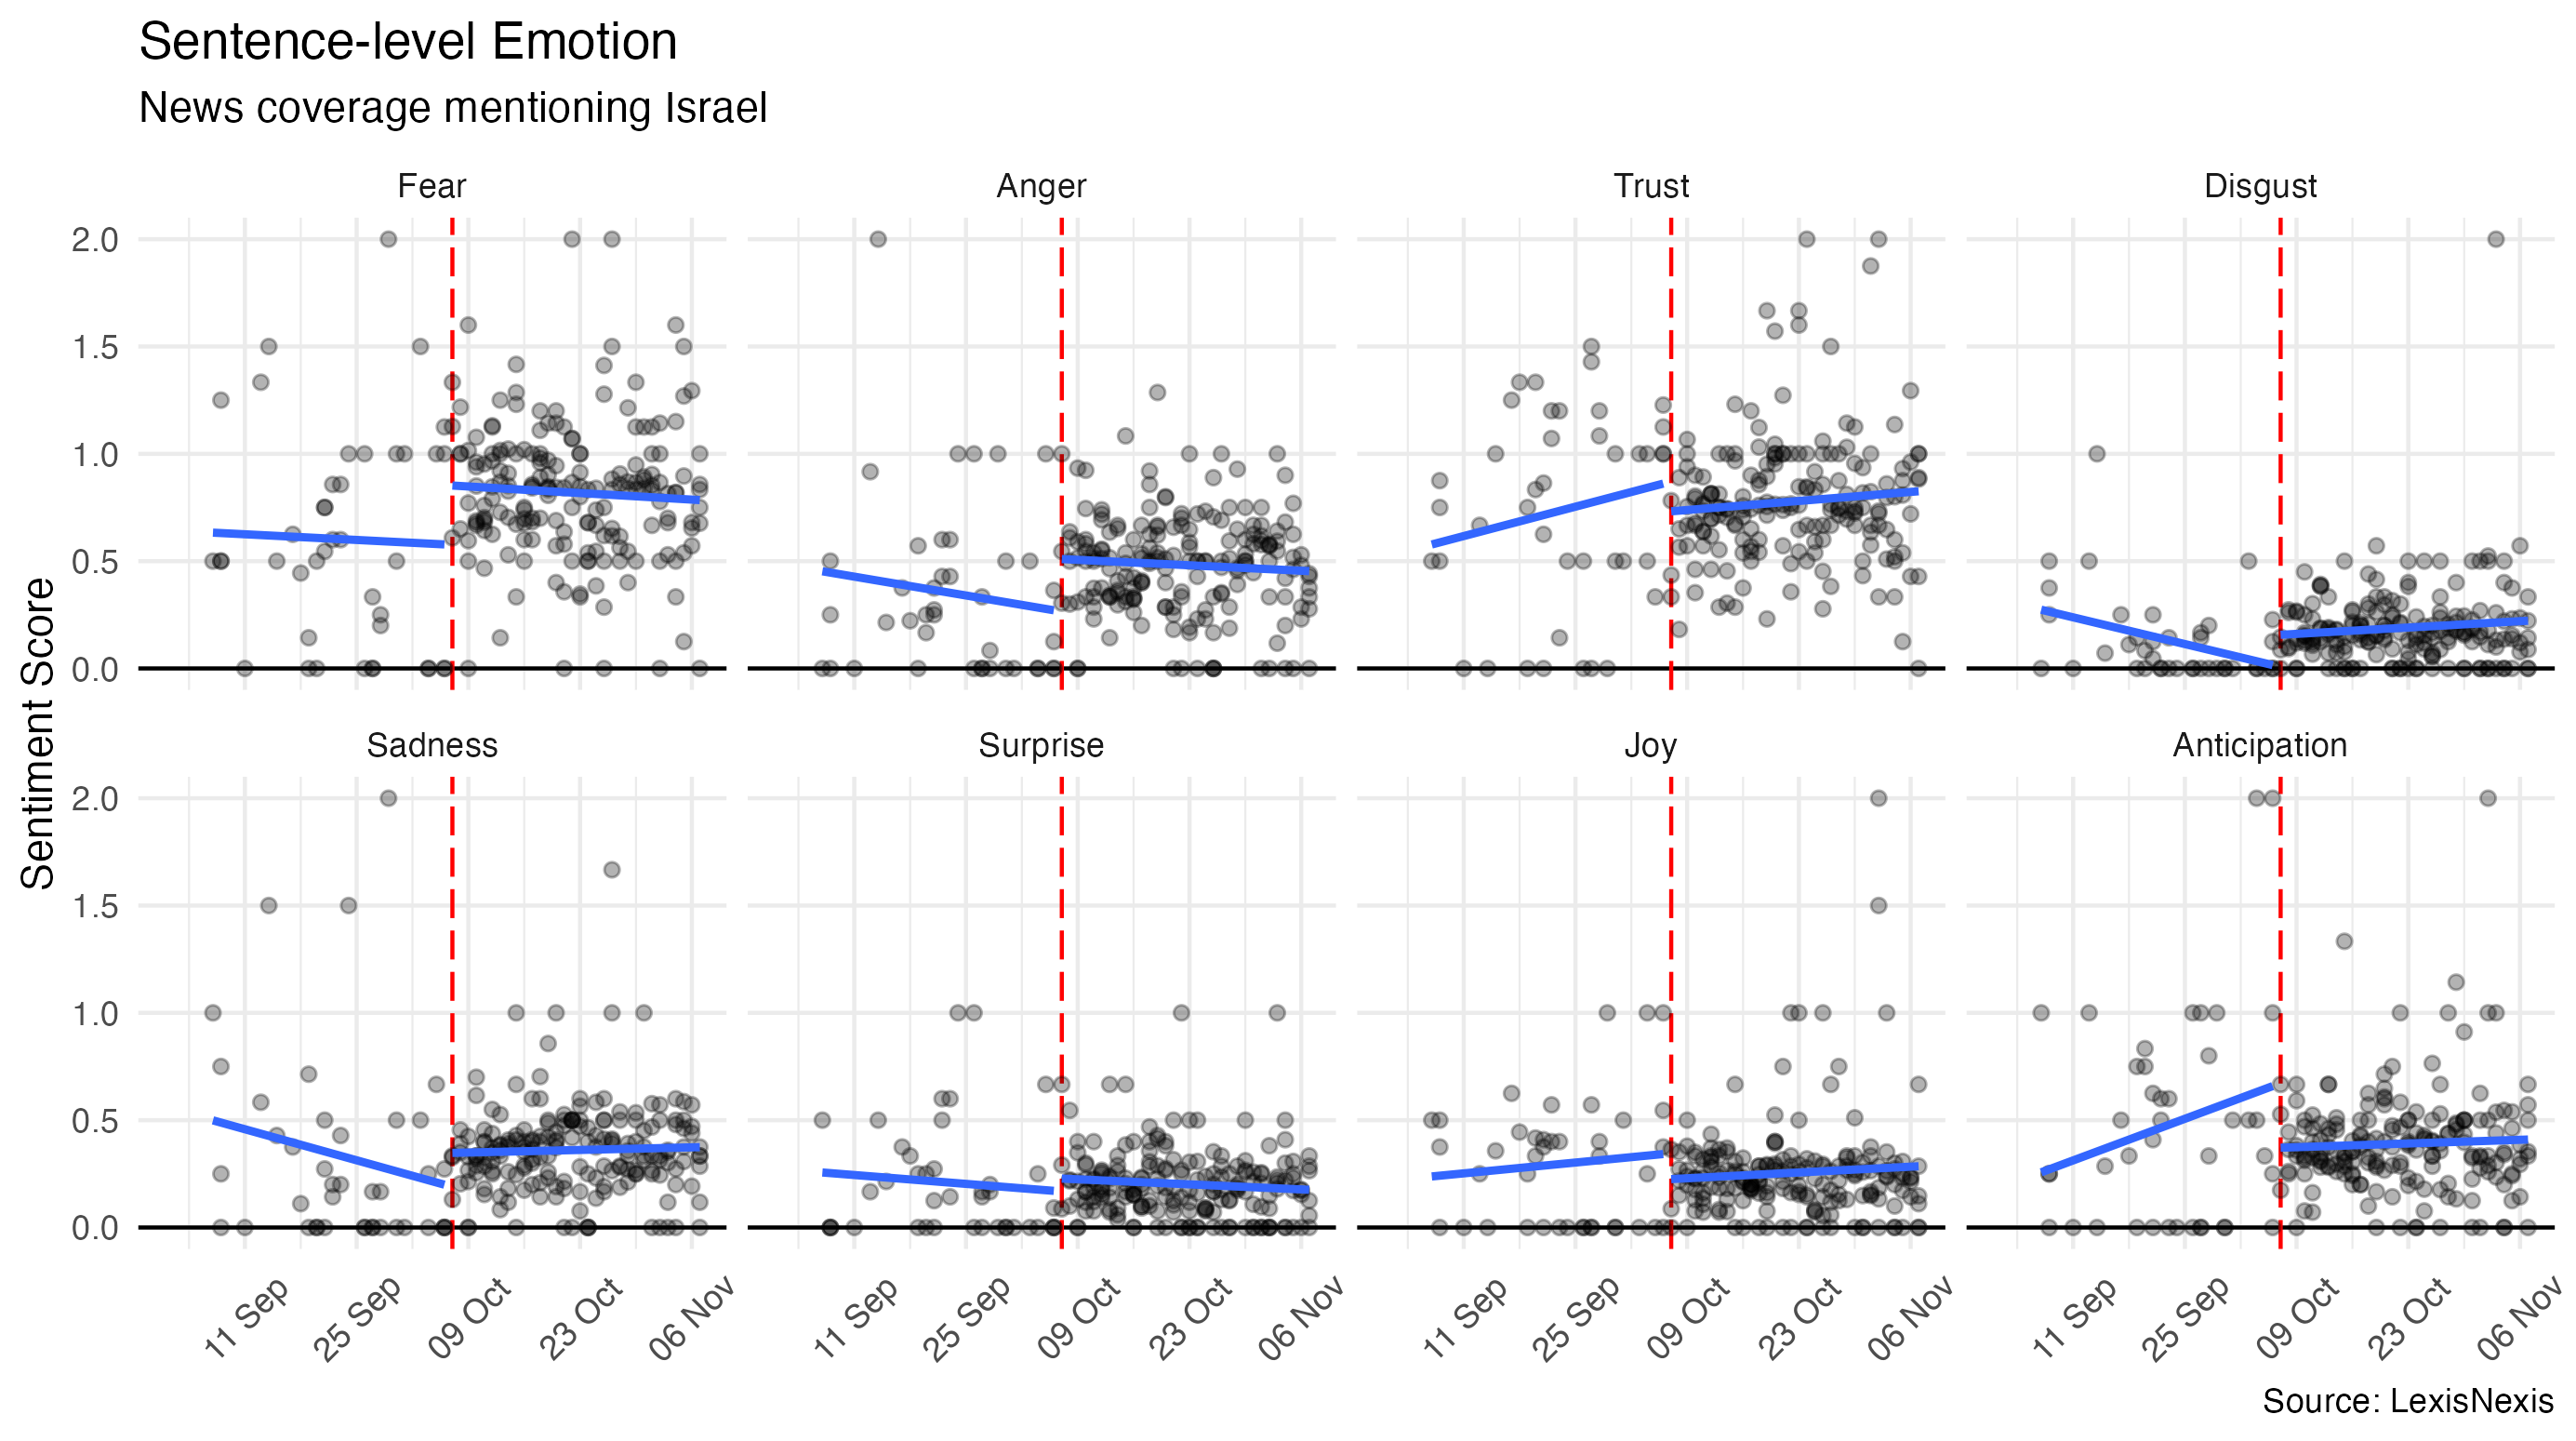 Sentence-level Emotion
News coverage mentioning Israel
Fear
Anger
Trust
Disgust
2.0
1.5
1.0
0.5
0.0
Sentiment Score
Sadness
Surprise
Joy
Anticipation
2.0
1.5
1.0
0.5
0.0
11 Sep
25 Sep
09 Oct
23 Oct
06 Nov
11 Sep
25 Sep
09 Oct
23 Oct
06 Nov
11 Sep
25 Sep
09 Oct
23 Oct
06 Nov
11 Sep
25 Sep
09 Oct
23 Oct
06 Nov
Source: LexisNexis